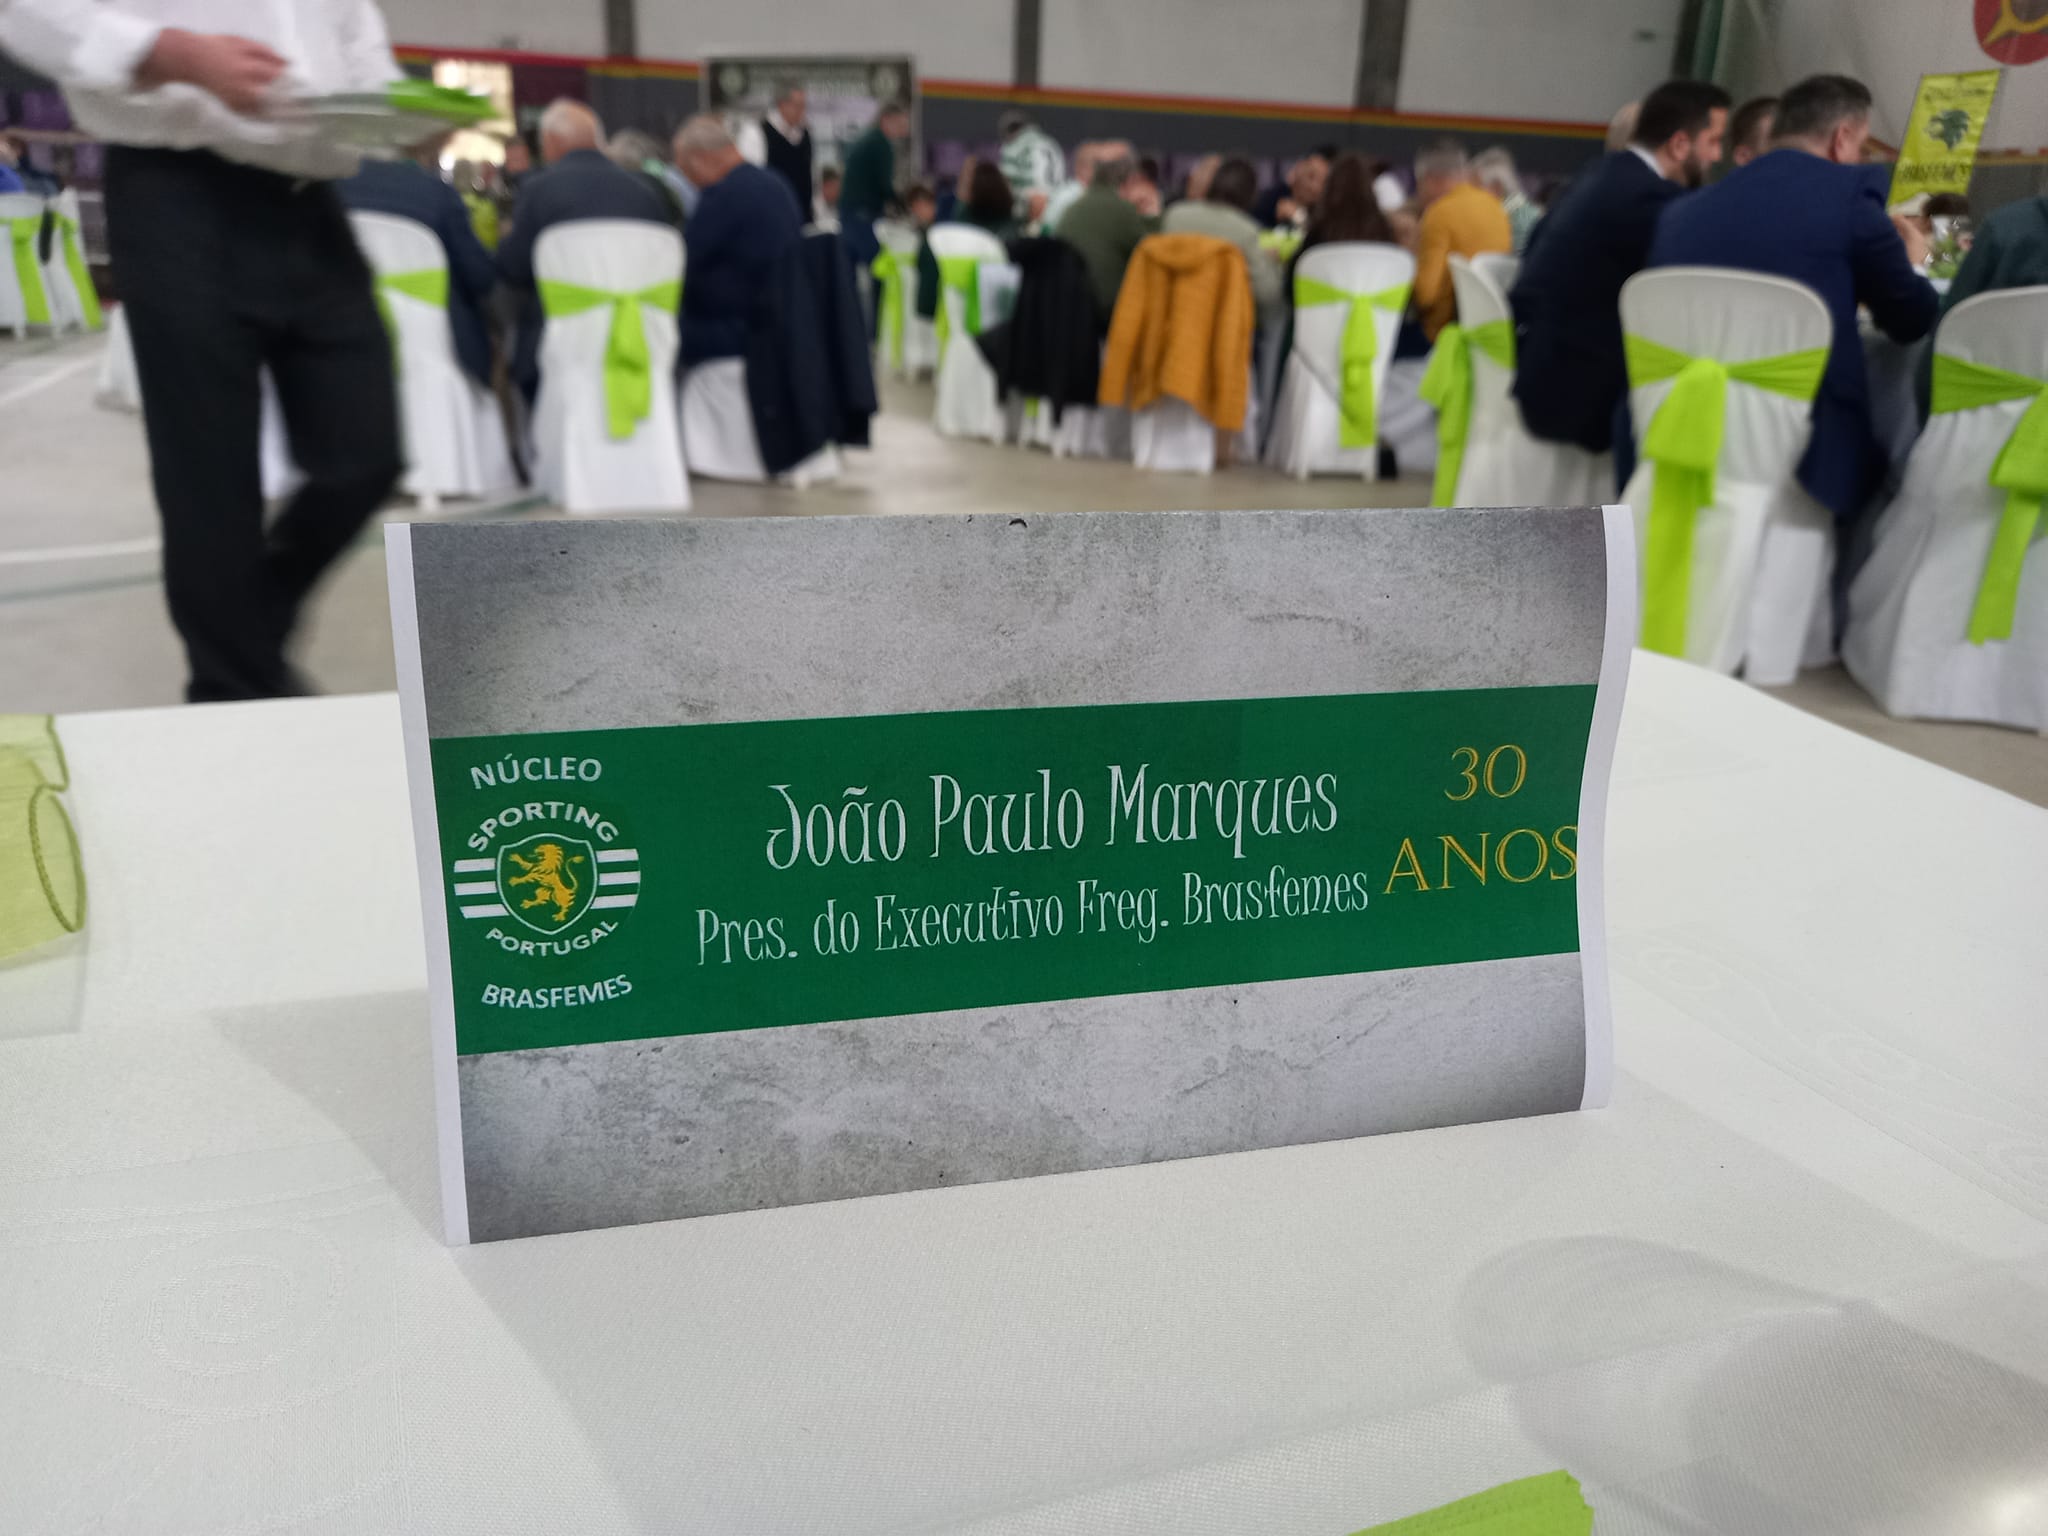 NÚCLEO
SPORTING
PORTUGAL
BRASFEMES
João Paulo Marques
Pres. do Executivo Freg. Brasfemes
30
ANOS